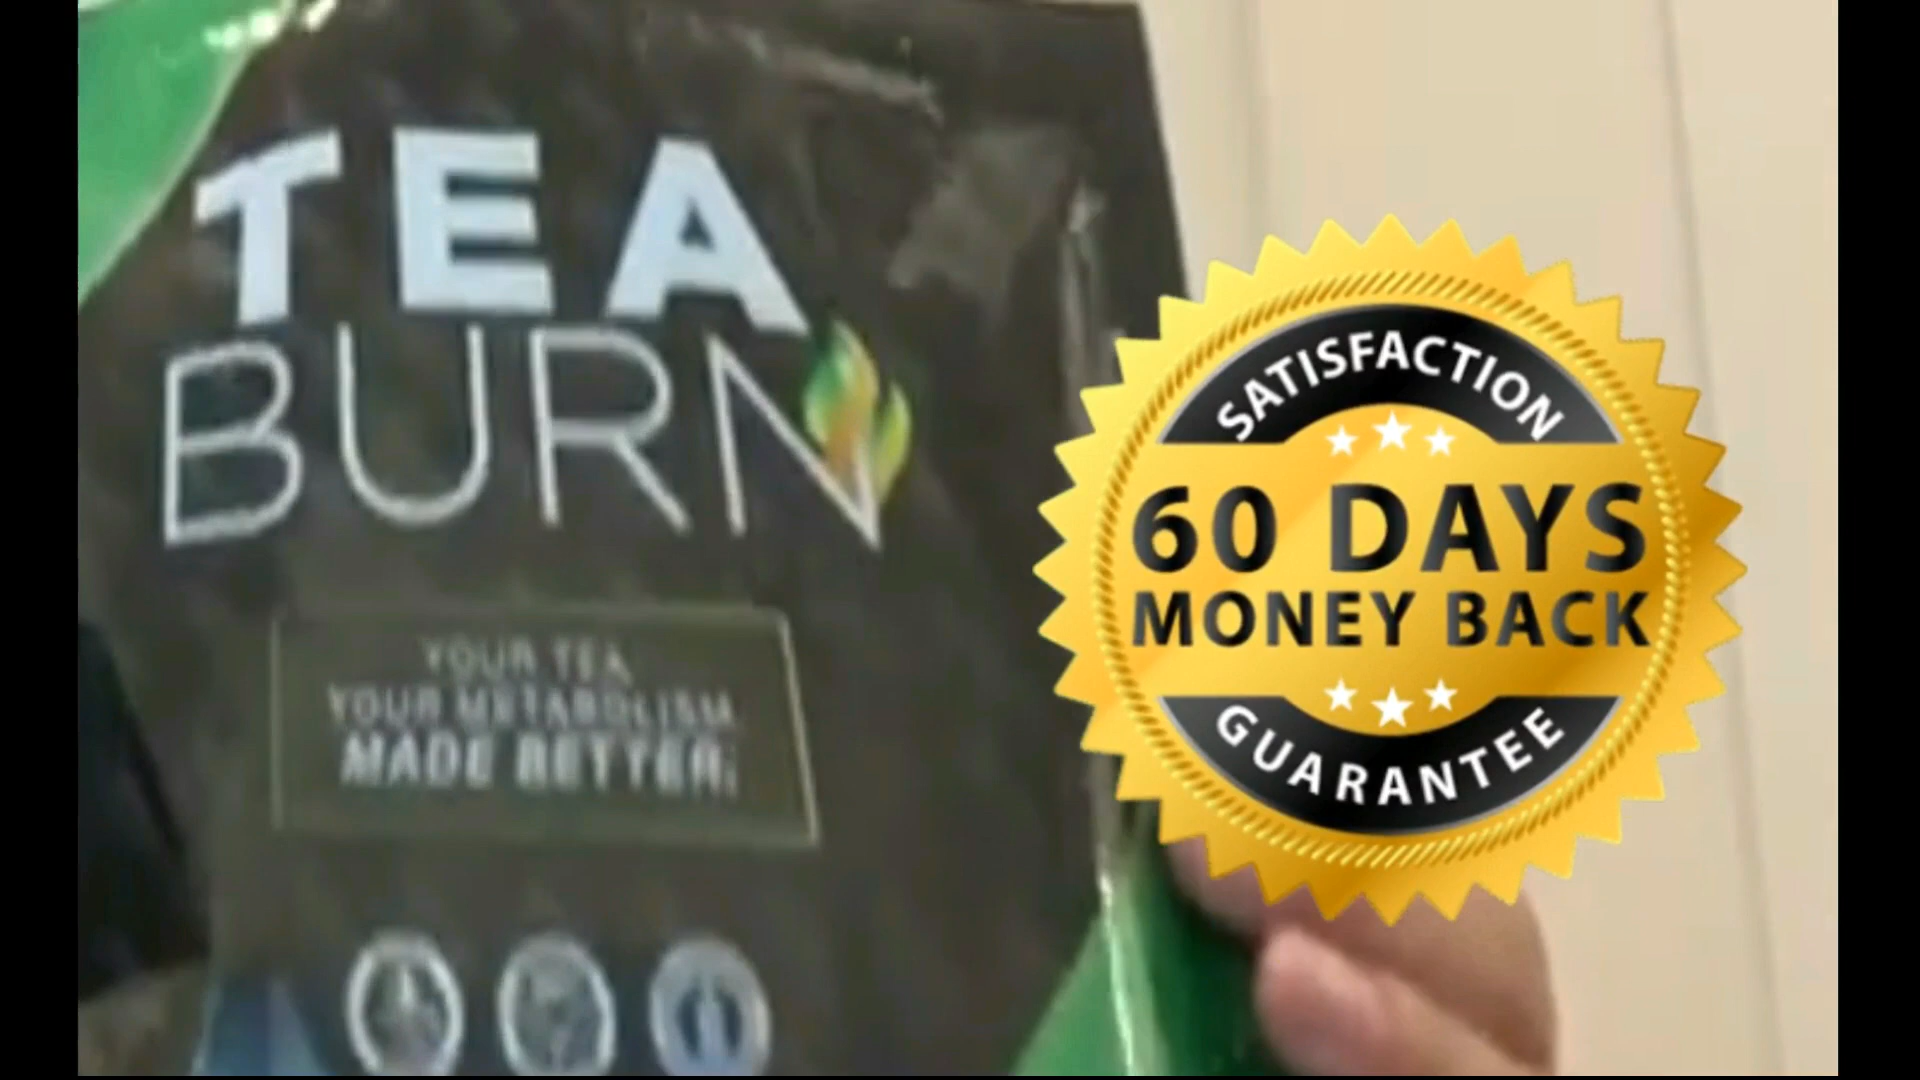 TEA
BURN
YOUR TEA.
YOUR METABOLISM.
MADE BETTER.
SATISFACTION
60 DAYS
MONEY BACK
GUARANTEE